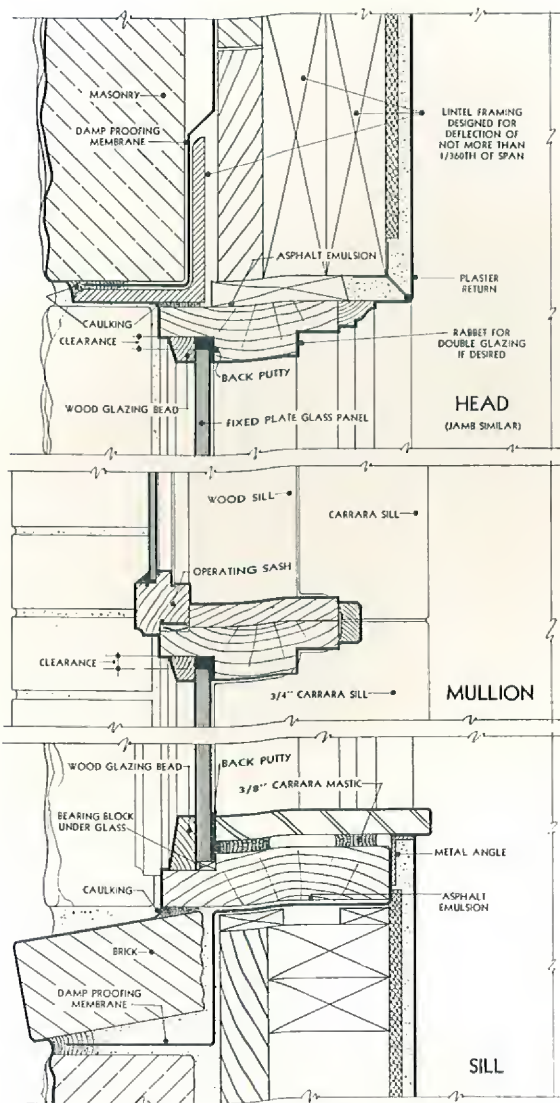 MASONRY
DAMP PROOFING
MEMBRANE
LINTEL FRAMING
DESIGNED FOR
DEFLECTION OF
NOT MORE THAN
1/360TH OF SPAN
ASPHALT EMULSION
PLASTER
RETURN
CAULKING
CLEARANCE
RABBET FOR
DOUBLE GLAZING
IF DESIRED
BACK PUTTY
WOOD GLAZING BEAD
FIXED PLATE GLASS PANEL
HEAD
(JAMB SIMILAR)
WOOD SILL
CARRARA SILL
OPERATING SASH
CLEARANCE
3/4" CARRARA SILL
MULLION
WOOD GLAZING BEAD
BACK PUTTY
3/8" CARRARA MASTIC
BEARING BLOCK
UNDER GLASS
METAL ANGLE
CAULKING
ASPHALT
EMULSION
BRICK
DAMP PROOFING
MEMBRANE
SILL